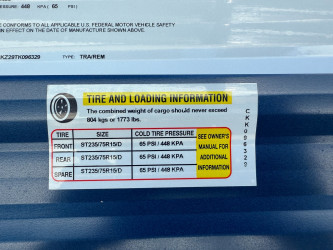 PRESSURE 448 KPA( 65 PSI
CONFORMS TO ALL APPLICABLE U.S. FEDERAL MOTOR VEHICLE SAFETY
IN EFFECT ON THE DATE OF MANUFACTURE SHOWN ABOVE.
TYPE: TRA/REM
TIRE AND LOADING INFORMATION
The combined weight of cargo should never exceed
804 kgs or 1773 lbs.
TIRE SIZE COLD TIRE PRESSURE
FRONT ST235/75R15/D 65 PSI / 448 KPA
REAR ST235/75R15/D 65 PSI / 448 KPA
SPARE ST235/75R15/D 65 PSI / 448 KPA
SEE OWNER'S
MANUAL FOR
ADDITIONAL
INFORMATION
CKK096329